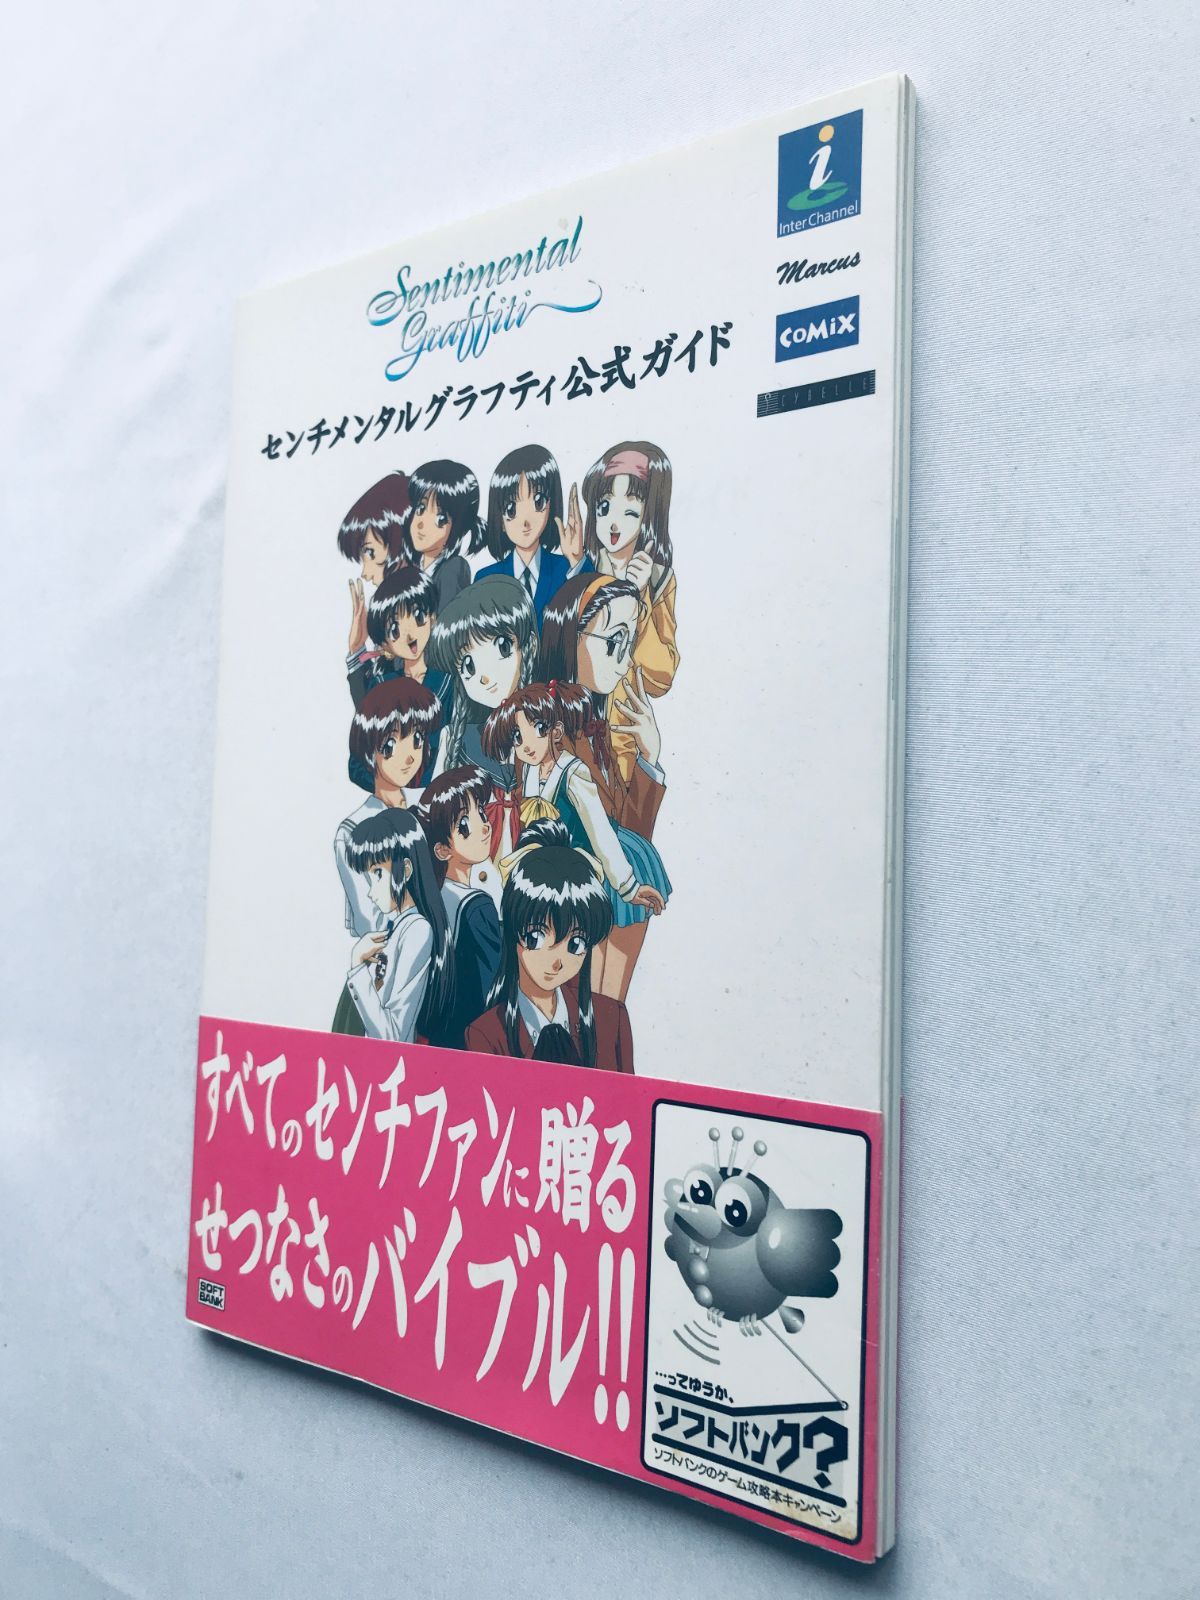 Sentimental
Graffiti
センチメンタルグラフティ公式ガイド
i
InterChannel
Marcus
COMIX
CYBELLE
すべてのセンチファンに贈る
せつなさのバイブル!!
SOFT
BANK
…ってゆうか、
ソフトバンク?
ソフトバンクのゲーム攻略本キャンペーン